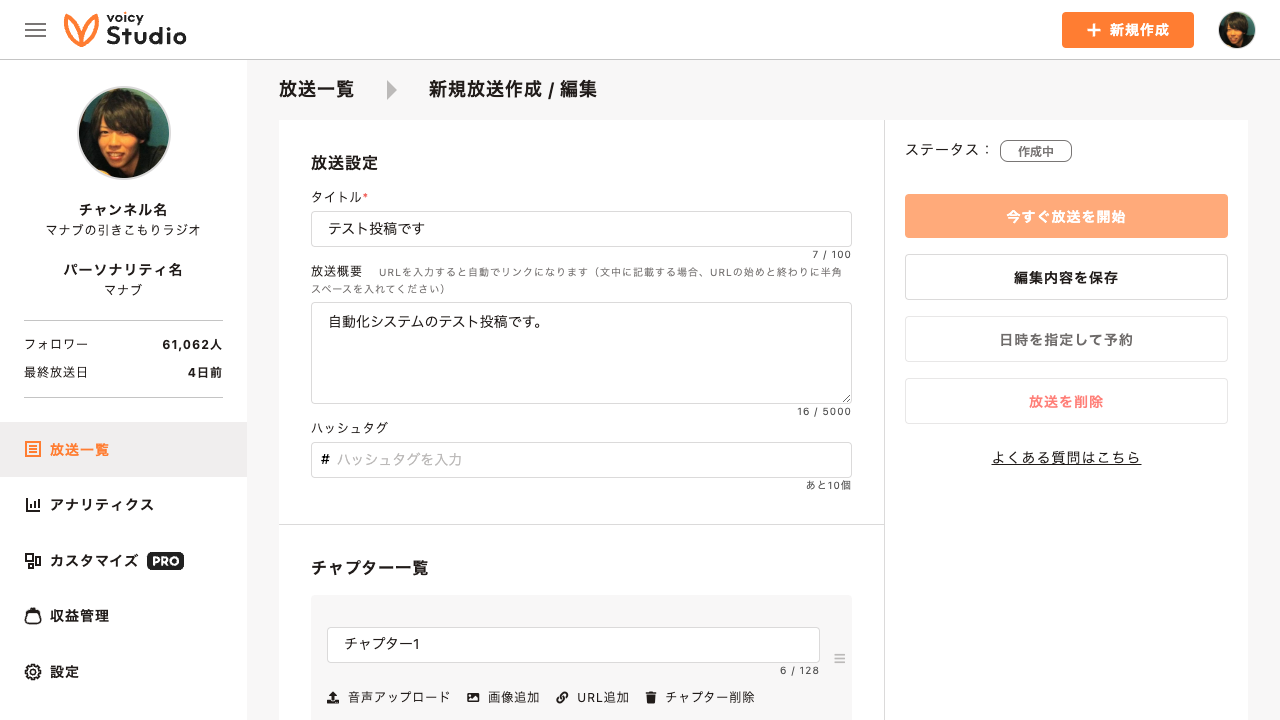 voicy
Studio
新規作成
チャンネル名
マナブの引きこもりラジオ
パーソナリティ名
マナブ
フォロワー 61,062人
最終放送日 4日前
放送一覧
アナリティクス
カスタマイズ PRO
収益管理
設定
放送一覧 新規放送作成 / 編集
放送設定
タイトル*
テスト投稿です
7 / 100
放送概要 URLを入力すると自動でリンクになります（文中に記載する場合、URLの始めと終わりに半角
スペースを入れてください）
自動化システムのテスト投稿です。
16 / 5000
ハッシュタグ
# ハッシュタグを入力
あと10個
チャプター一覧
チャプター1
6 / 128
音声アップロード 画像追加 URL追加 チャプター削除
ステータス： 作成中
今すぐ放送を開始
編集内容を保存
日時を指定して予約
放送を削除
よくある質問はこちら